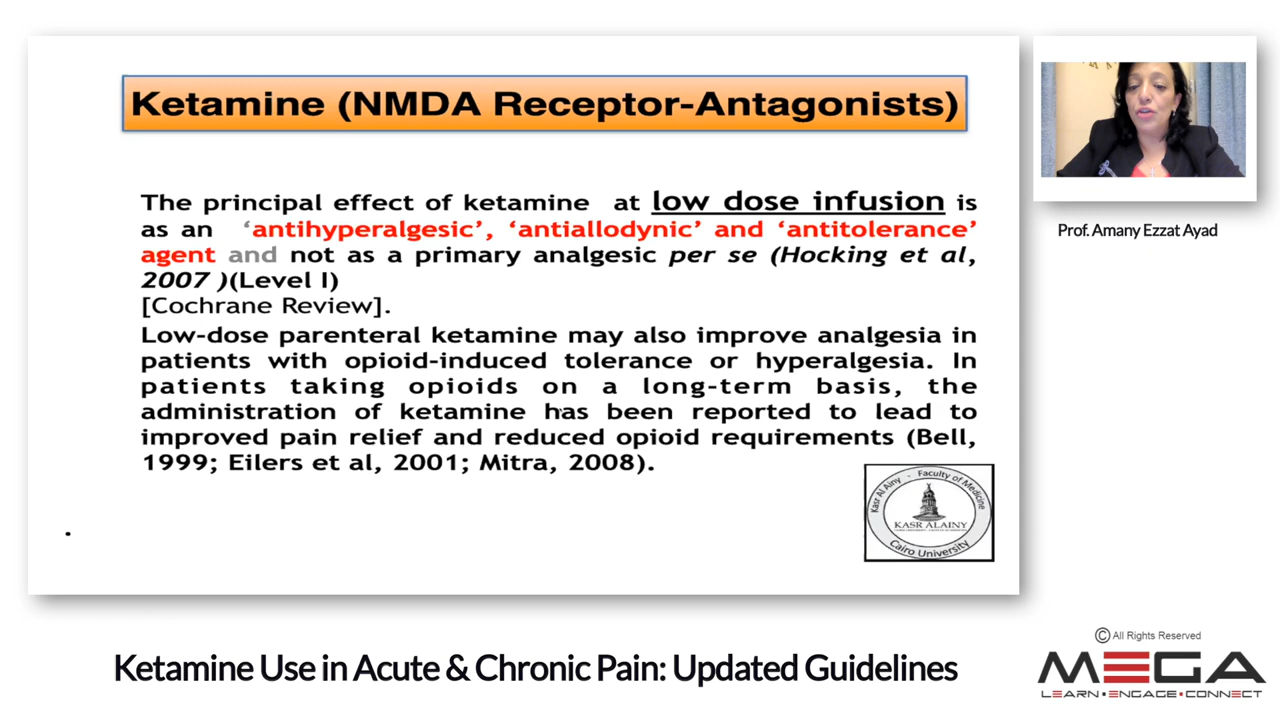 Ketamine (NMDA Receptor-Antagonists)
The principal effect of ketamine at low dose infusion is
as an ‘antihyperalgesic’, ‘antiallodynic’ and ‘antitolerance’
agent and not as a primary analgesic per se (Hocking et al,
2007 )(Level I)
[Cochrane Review].
Low-dose parenteral ketamine may also improve analgesia in
patients with opioid-induced tolerance or hyperalgesia. In
patients taking opioids on a long-term basis, the
administration of ketamine has been reported to lead to
improved pain relief and reduced opioid requirements (Bell,
1999; Eilers et al, 2001; Mitra, 2008).
.
Kasr Al Ainy - Faculty of Medicine
KASR ALAINY
Cairo University
Prof. Amany Ezzat Ayad
Ketamine Use in Acute & Chronic Pain: Updated Guidelines
© All Rights Reserved
MEGA
LEARN • ENGAGE • CONNECT